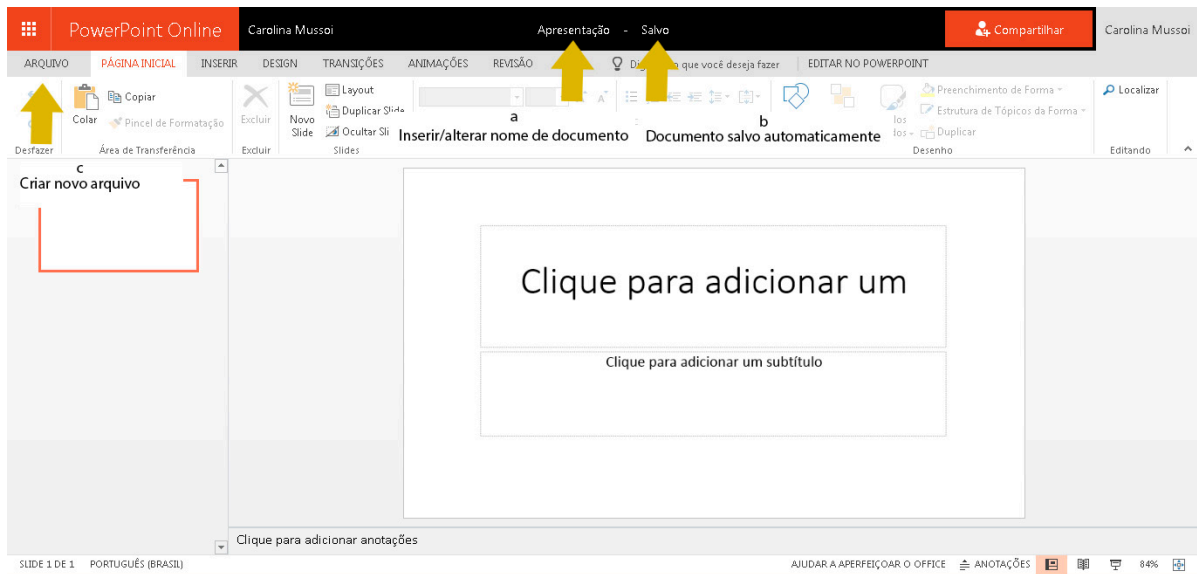 PowerPoint Online Carolina Mussoi Apresentação - Salvo Compartilhar Carolina Mussoi
ARQUIVO PÁGINA INICIAL INSERIR DESIGN TRANSIÇÕES ANIMAÇÕES REVISÃO que você deseja fazer EDITAR NO POWERPOINT
Copiar Layout Preenchimento de Forma Localizar
Colar Pincel de Formatação Excluir Novo Slide Duplicar Slide Estrutura de Tópicos da Forma
Ocultar Sli Duplicar
a
Inserir/alterar nome de documento
b
Documento salvo automaticamente
Desfazer Área de Transferência Excluir Slides Desenho Editando
c
Criar novo arquivo
Clique para adicionar um
Clique para adicionar um subtítulo
Clique para adicionar anotações
SLIDE 1 DE 1 PORTUGUÊS (BRASIL) AJUDAR A APERFEIÇOAR O OFFICE ANOTAÇÕES 84%